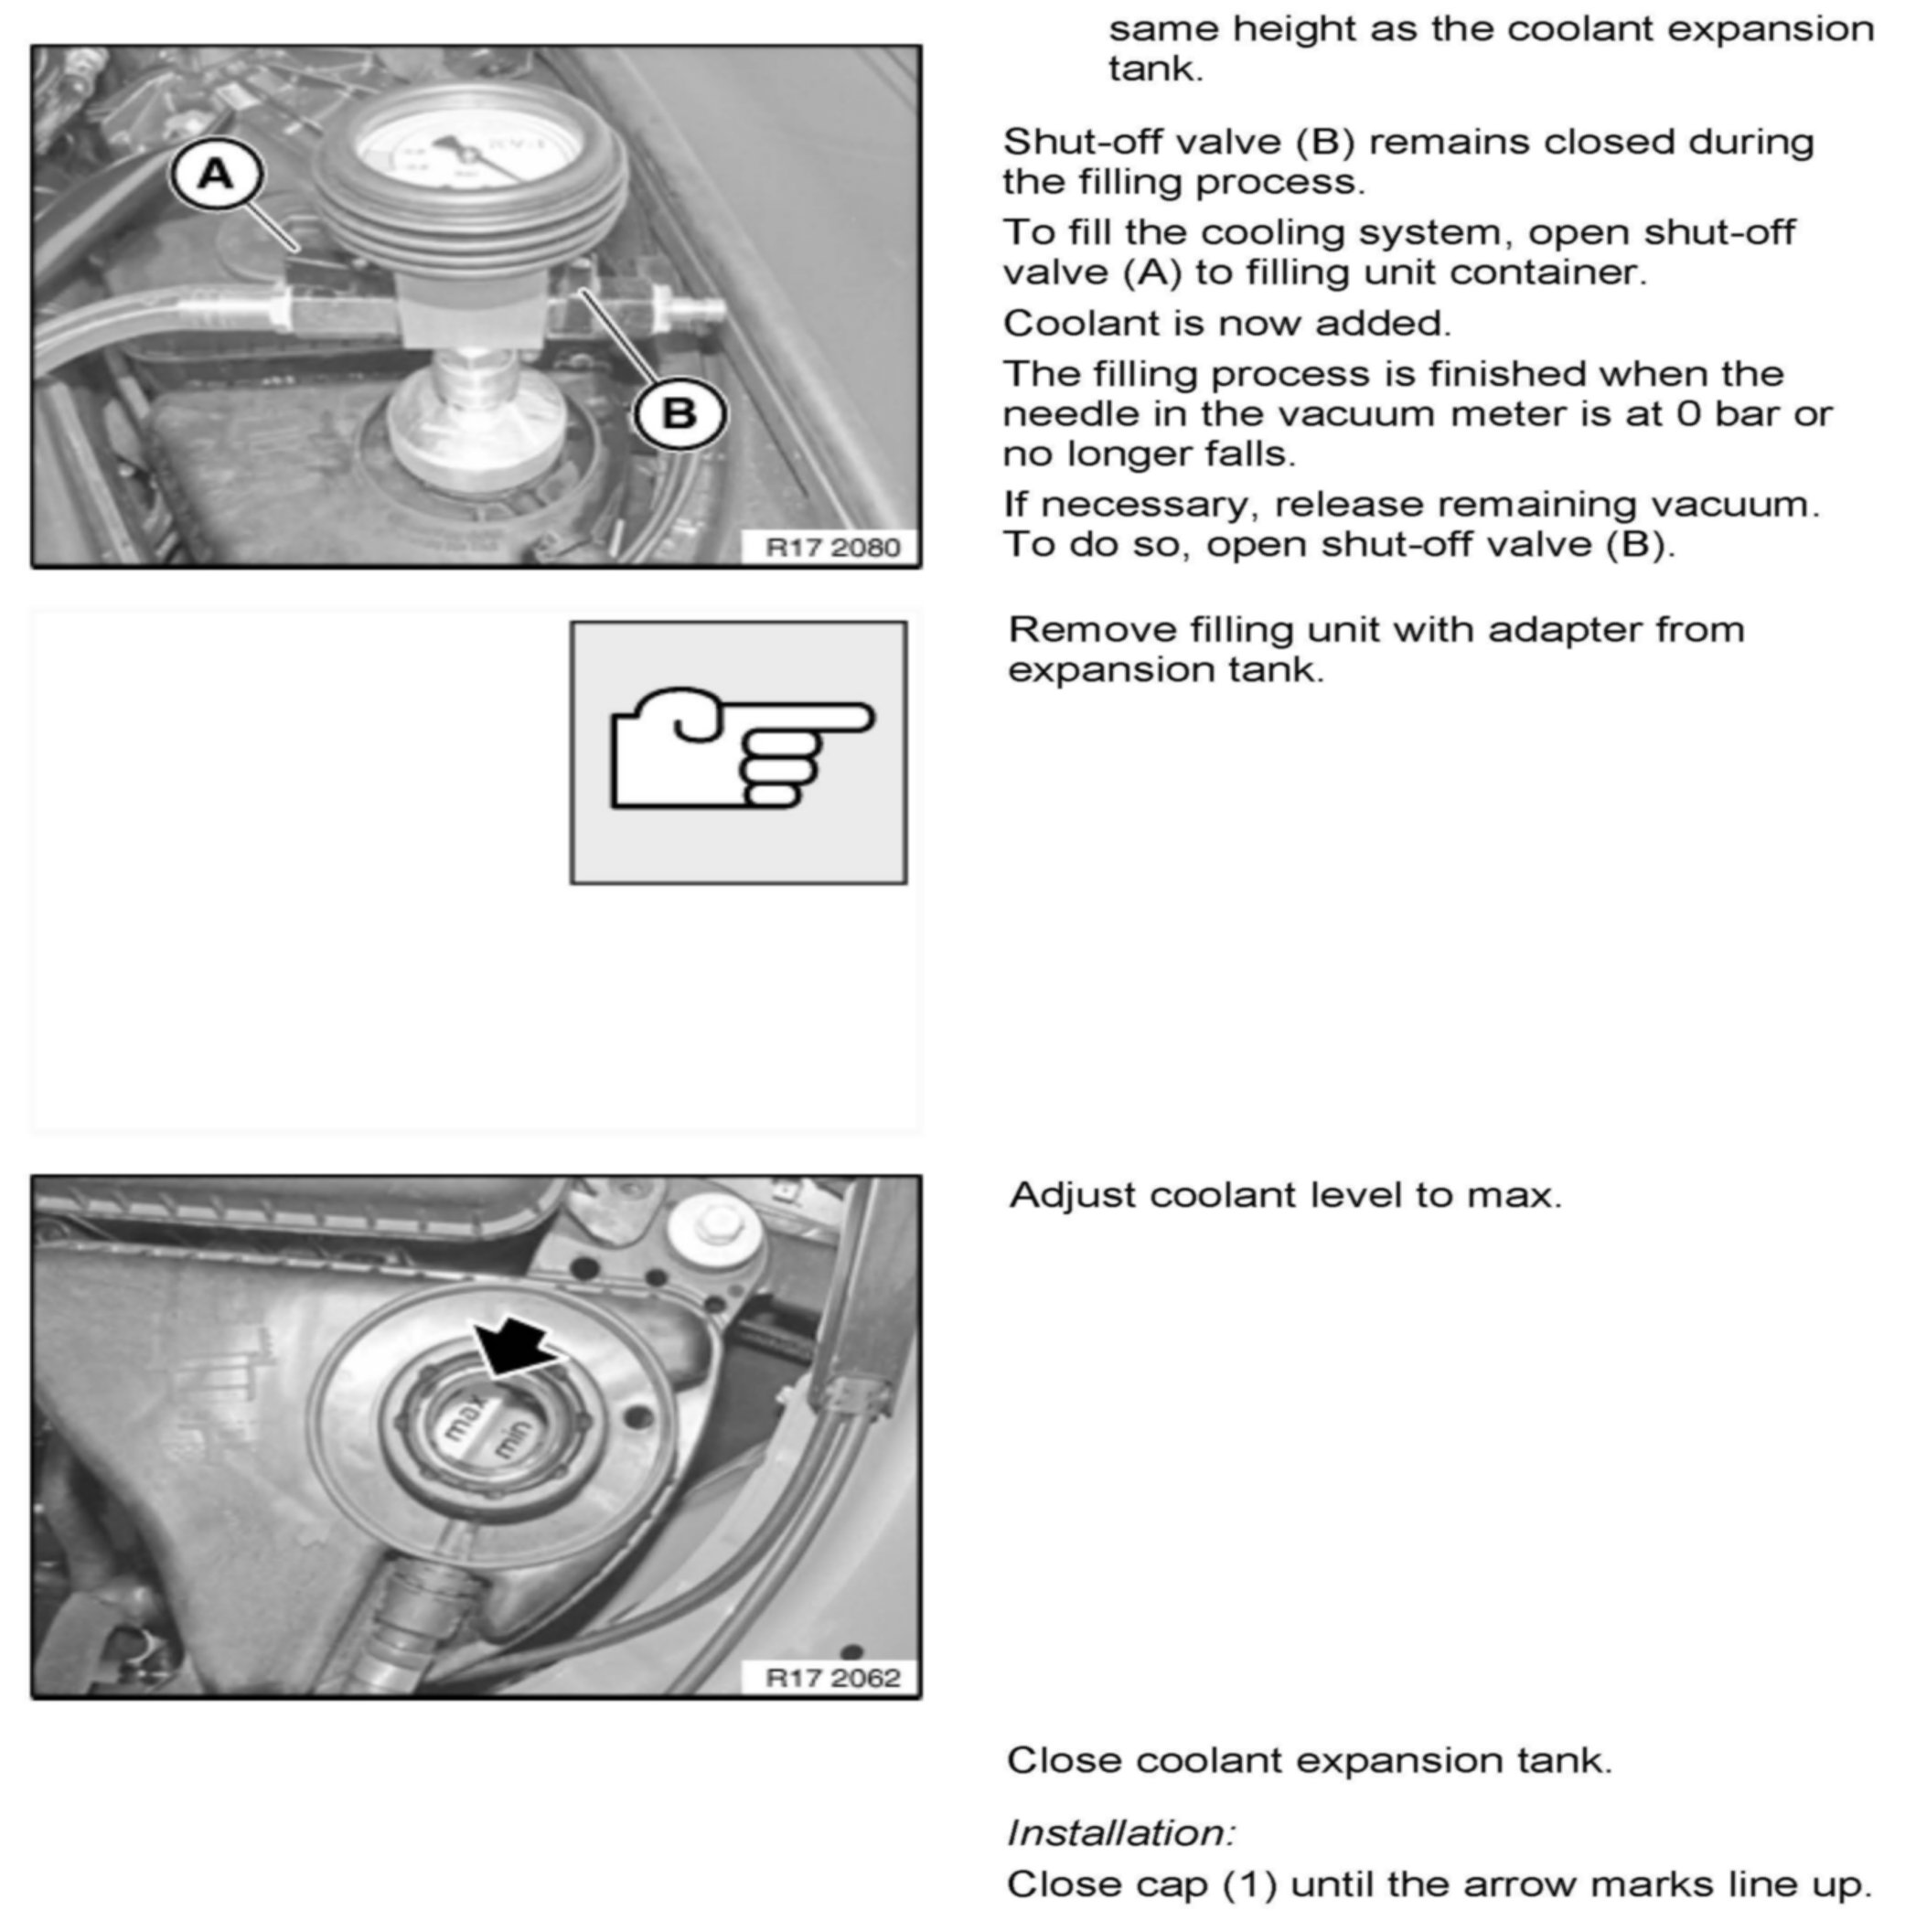 same height as the coolant expansion
tank.
Shut-off valve (B) remains closed during
the filling process.
To fill the cooling system, open shut-off
valve (A) to filling unit container.
Coolant is now added.
The filling process is finished when the
needle in the vacuum meter is at 0 bar or
no longer falls.
If necessary, release remaining vacuum.
To do so, open shut-off valve (B).
A
B
R17 2080
Remove filling unit with adapter from
expansion tank.
Adjust coolant level to max.
max
min
R17 2062
Close coolant expansion tank.
Installation:
Close cap (1) until the arrow marks line up.